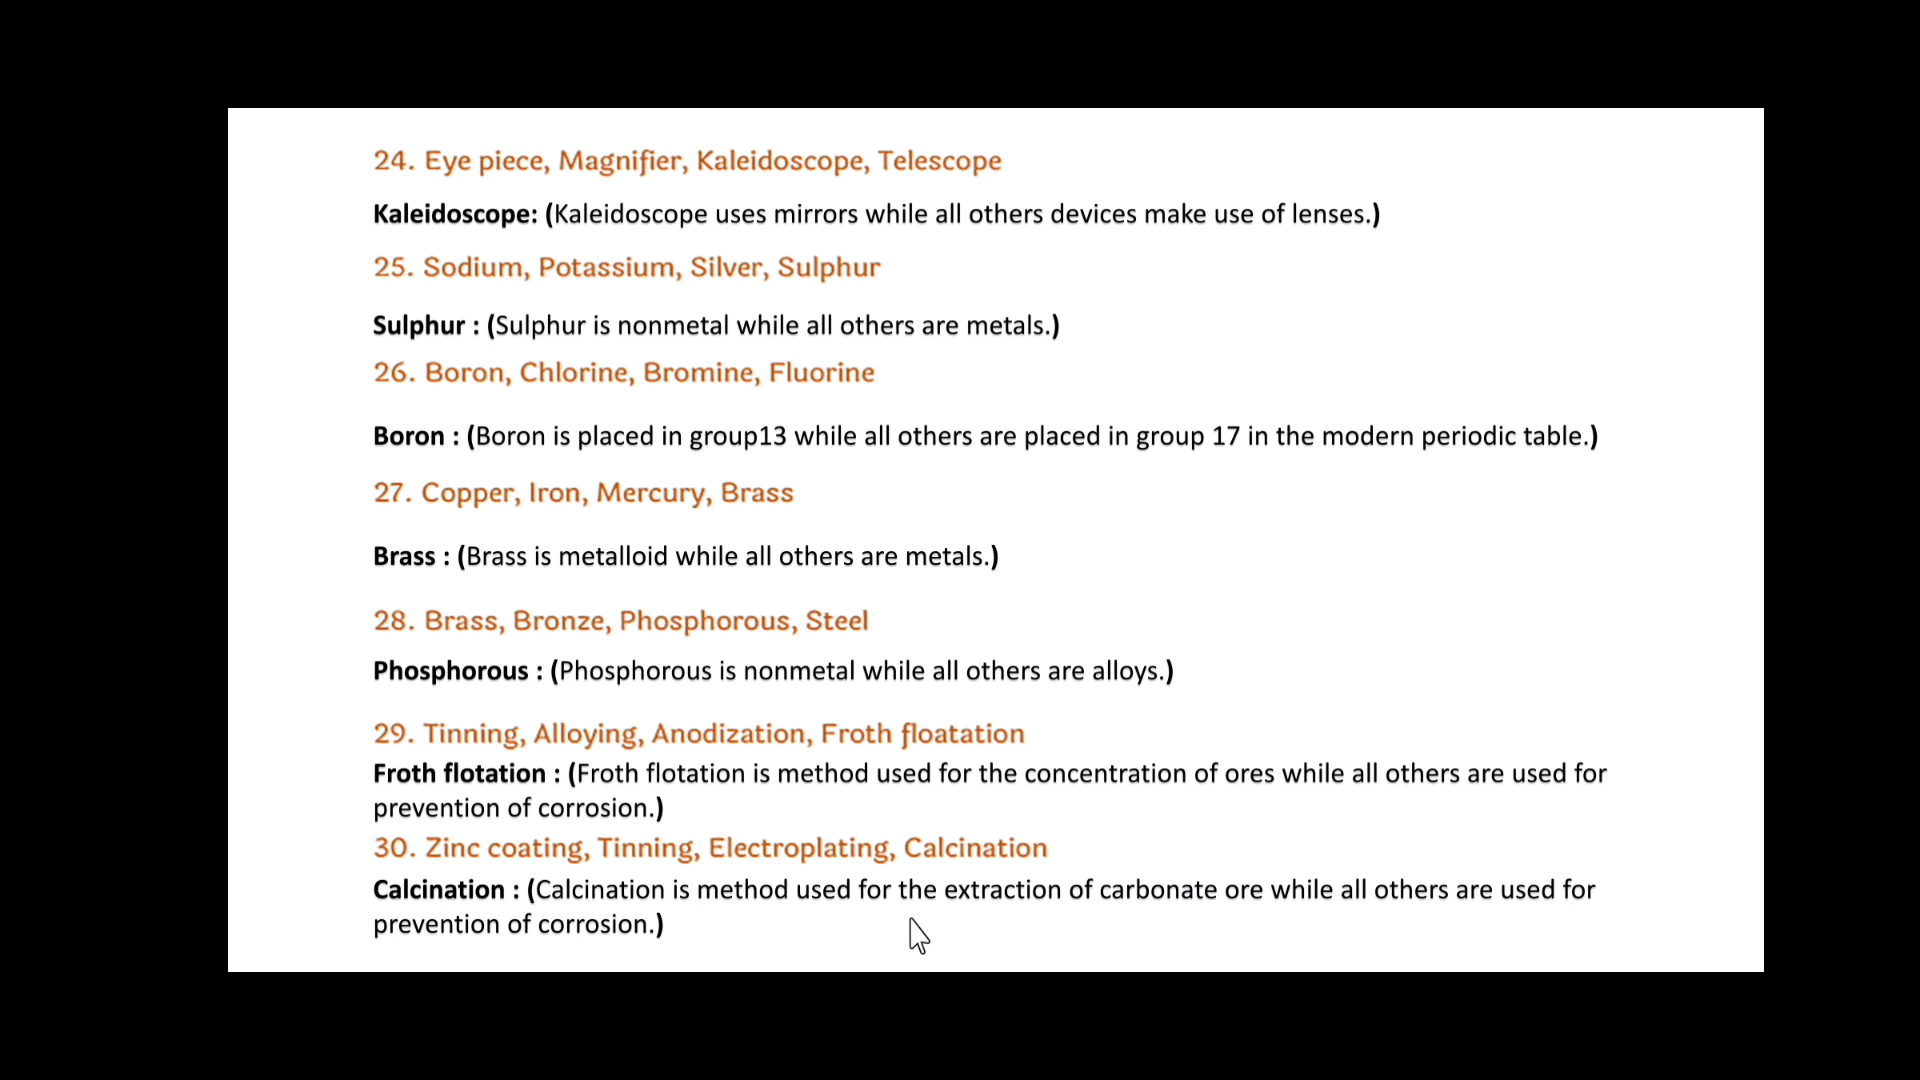 24. Eye piece, Magnifier, Kaleidoscope, Telescope
Kaleidoscope: (Kaleidoscope uses mirrors while all others devices make use of lenses.)
25. Sodium, Potassium, Silver, Sulphur
Sulphur : (Sulphur is nonmetal while all others are metals.)
26. Boron, Chlorine, Bromine, Fluorine
Boron : (Boron is placed in group13 while all others are placed in group 17 in the modern periodic table.)
27. Copper, Iron, Mercury, Brass
Brass : (Brass is metalloid while all others are metals.)
28. Brass, Bronze, Phosphorous, Steel
Phosphorous : (Phosphorous is nonmetal while all others are alloys.)
29. Tinning, Alloying, Anodization, Froth floatation
Froth flotation : (Froth flotation is method used for the concentration of ores while all others are used for
prevention of corrosion.)
30. Zinc coating, Tinning, Electroplating, Calcination
Calcination : (Calcination is method used for the extraction of carbonate ore while all others are used for
prevention of corrosion.)